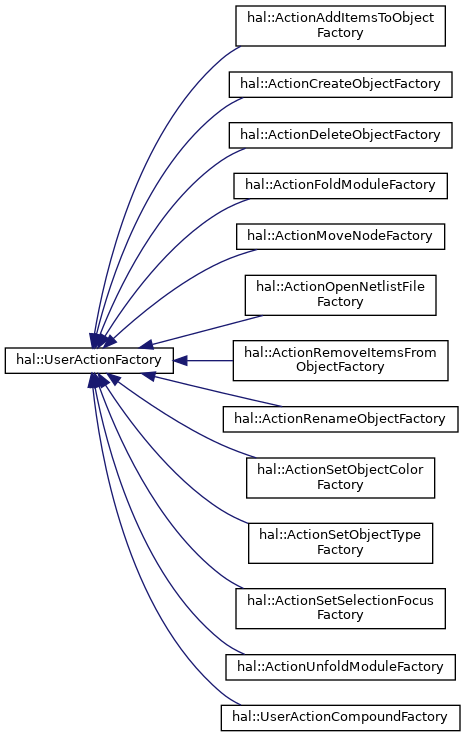 hal::ActionAddItemsToObject
Factory
hal::ActionCreateObjectFactory
hal::ActionDeleteObjectFactory
hal::ActionFoldModuleFactory
hal::ActionMoveNodeFactory
hal::ActionOpenNetlistFile
Factory
hal::UserActionFactory
hal::ActionRemoveItemsFrom
ObjectFactory
hal::ActionRenameObjectFactory
hal::ActionSetObjectColor
Factory
hal::ActionSetObjectType
Factory
hal::ActionSetSelectionFocus
Factory
hal::ActionUnfoldModuleFactory
hal::UserActionCompoundFactory